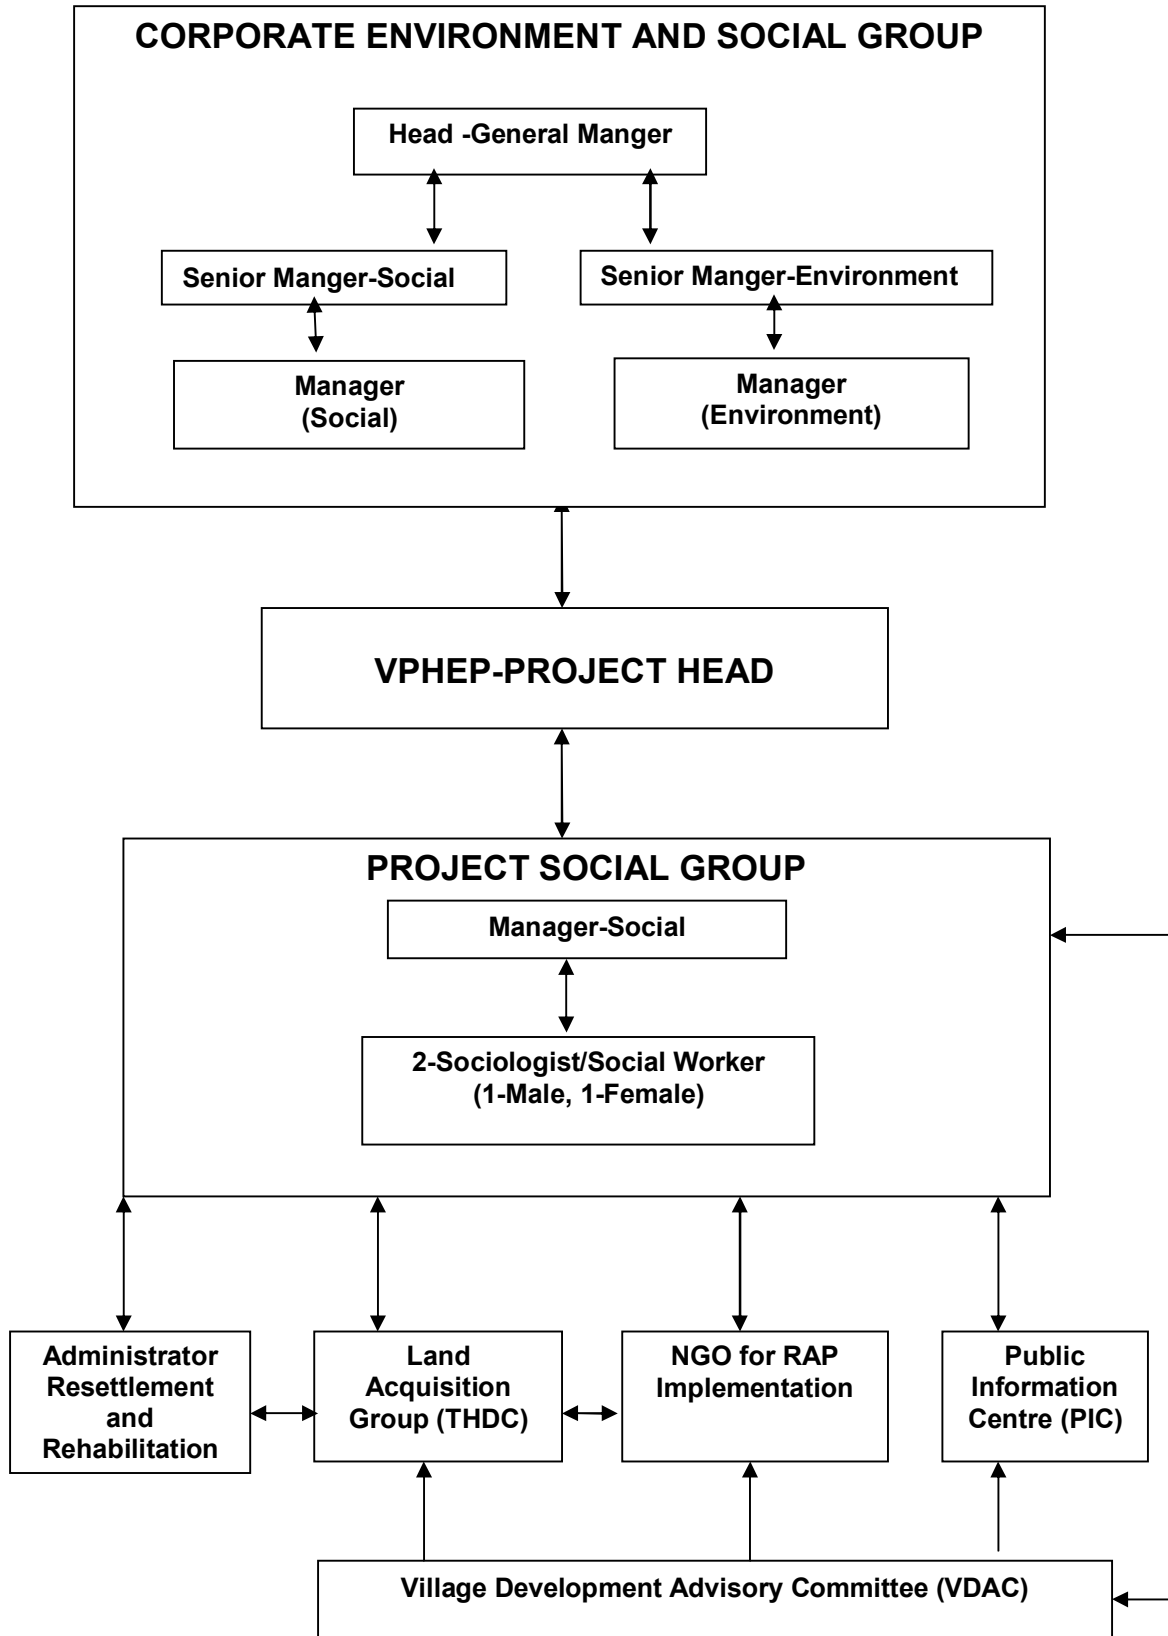 CORPORATE ENVIRONMENT AND SOCIAL GROUP
Head -General Manger
Senior Manger-Social
Senior Manger-Environment
Manager
(Social)
Manager
(Environment)
VPHEP-PROJECT HEAD
PROJECT SOCIAL GROUP
Manager-Social
2-Sociologist/Social Worker
(1-Male, 1-Female)
Administrator
Resettlement
and
Rehabilitation
Land
Acquisition
Group (THDC)
NGO for RAP
Implementation
Public
Information
Centre (PIC)
Village Development Advisory Committee (VDAC)